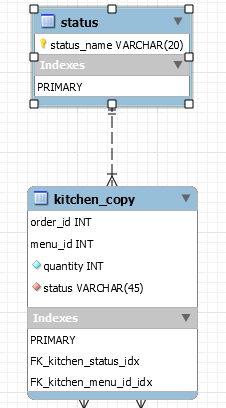 status
status_name VARCHAR(20)
Indexes
PRIMARY
kitchen_copy
order_id INT
menu_id INT
quantity INT
status VARCHAR(45)
Indexes
PRIMARY
FK_kitchen_status_idx
FK_kitchen_menu_id_idx